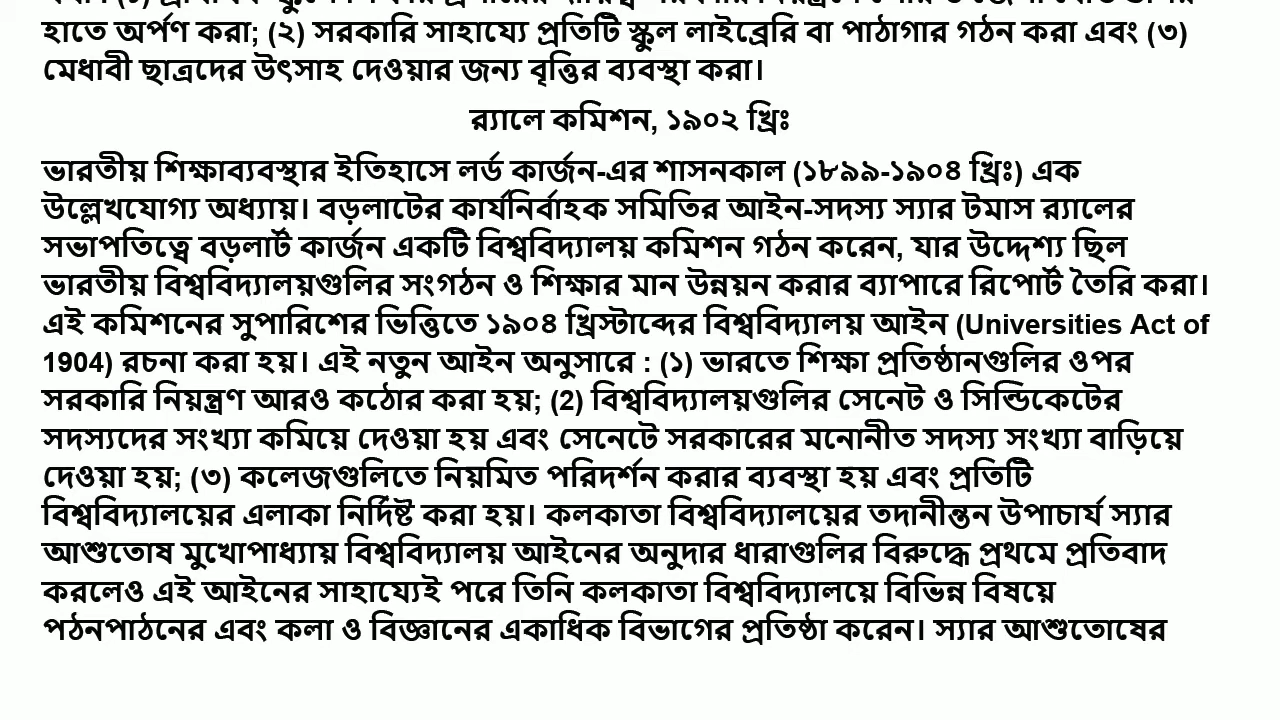 হাতে অর্পণ করা; (২) সরকারি সাহায্যে প্রতিটি স্কুল লাইব্রেরি বা পাঠাগার গঠন করা এবং (৩)
মেধাবী ছাত্রদের উৎসাহ দেওয়ার জন্য বৃত্তির ব্যবস্থা করা।
র‍্যালে কমিশন, ১৯০২ খ্রিঃ
ভারতীয় শিক্ষাব্যবস্থার ইতিহাসে লর্ড কার্জন-এর শাসনকাল (১৮৯৯-১৯০৪ খ্রিঃ) এক
উল্লেখযোগ্য অধ্যায়। বড়লাটের কার্যনির্বাহক সমিতির আইন-সদস্য স্যার টমাস র‍্যালের
সভাপতিত্বে বড়লার্ট কার্জন একটি বিশ্ববিদ্যালয় কমিশন গঠন করেন, যার উদ্দেশ্য ছিল
ভারতীয় বিশ্ববিদ্যালয়গুলির সংগঠন ও শিক্ষার মান উন্নয়ন করার ব্যাপারে রিপোর্ট তৈরি করা।
এই কমিশনের সুপারিশের ভিত্তিতে ১৯০৪ খ্রিস্টাব্দের বিশ্ববিদ্যালয় আইন (Universities Act of
1904) রচনা করা হয়। এই নতুন আইন অনুসারে : (১) ভারতে শিক্ষা প্রতিষ্ঠানগুলির ওপর
সরকারি নিয়ন্ত্রণ আরও কঠোর করা হয়; (2) বিশ্ববিদ্যালয়গুলির সেনেট ও সিন্ডিকেটের
সদস্যদের সংখ্যা কমিয়ে দেওয়া হয় এবং সেনেটে সরকারের মনোনীত সদস্য সংখ্যা বাড়িয়ে
দেওয়া হয়; (৩) কলেজগুলিতে নিয়মিত পরিদর্শন করার ব্যবস্থা হয় এবং প্রতিটি
বিশ্ববিদ্যালয়ের এলাকা নির্দিষ্ট করা হয়। কলকাতা বিশ্ববিদ্যালয়ের তদানীন্তন উপাচার্য স্যার
আশুতোষ মুখোপাধ্যায় বিশ্ববিদ্যালয় আইনের অনুদার ধারাগুলির বিরুদ্ধে প্রথমে প্রতিবাদ
করলেও এই আইনের সাহায্যেই পরে তিনি কলকাতা বিশ্ববিদ্যালয়ে বিভিন্ন বিষয়ে
পঠনপাঠনের এবং কলা ও বিজ্ঞানের একাধিক বিভাগের প্রতিষ্ঠা করেন। স্যার আশুতোষের